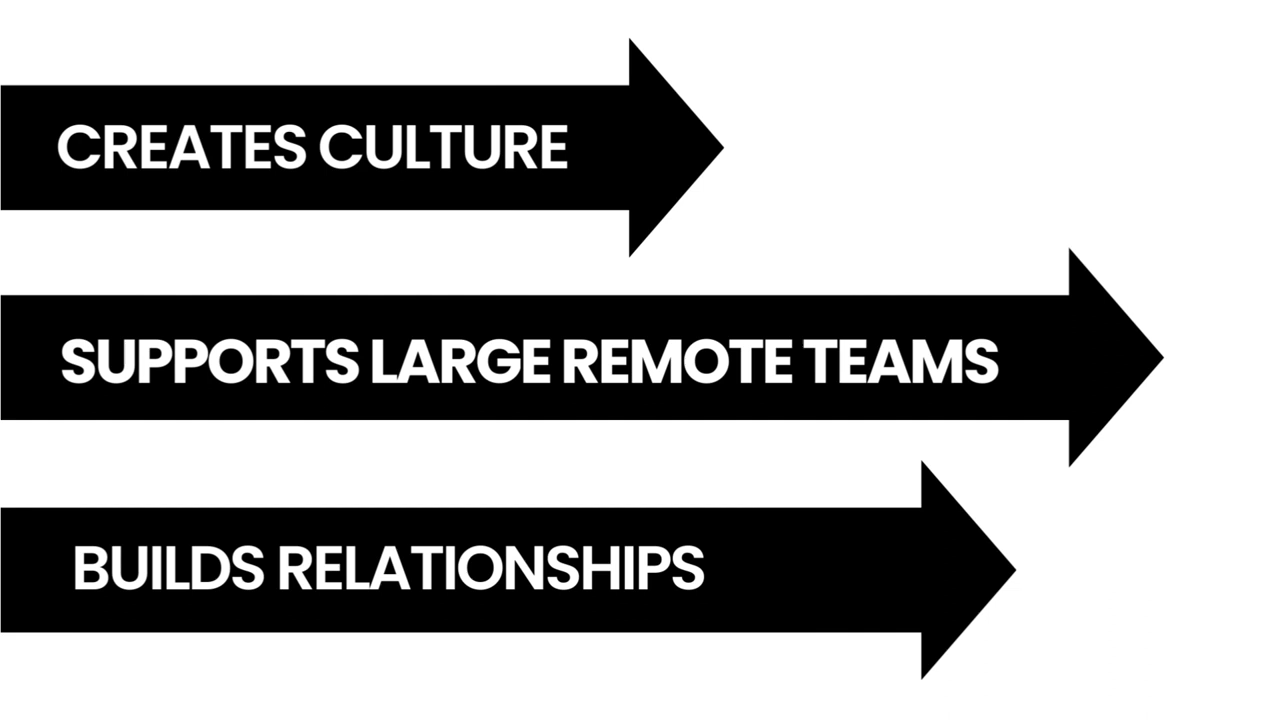 CREATES CULTURE
SUPPORTS LARGE REMOTE TEAMS
BUILDS RELATIONSHIPS